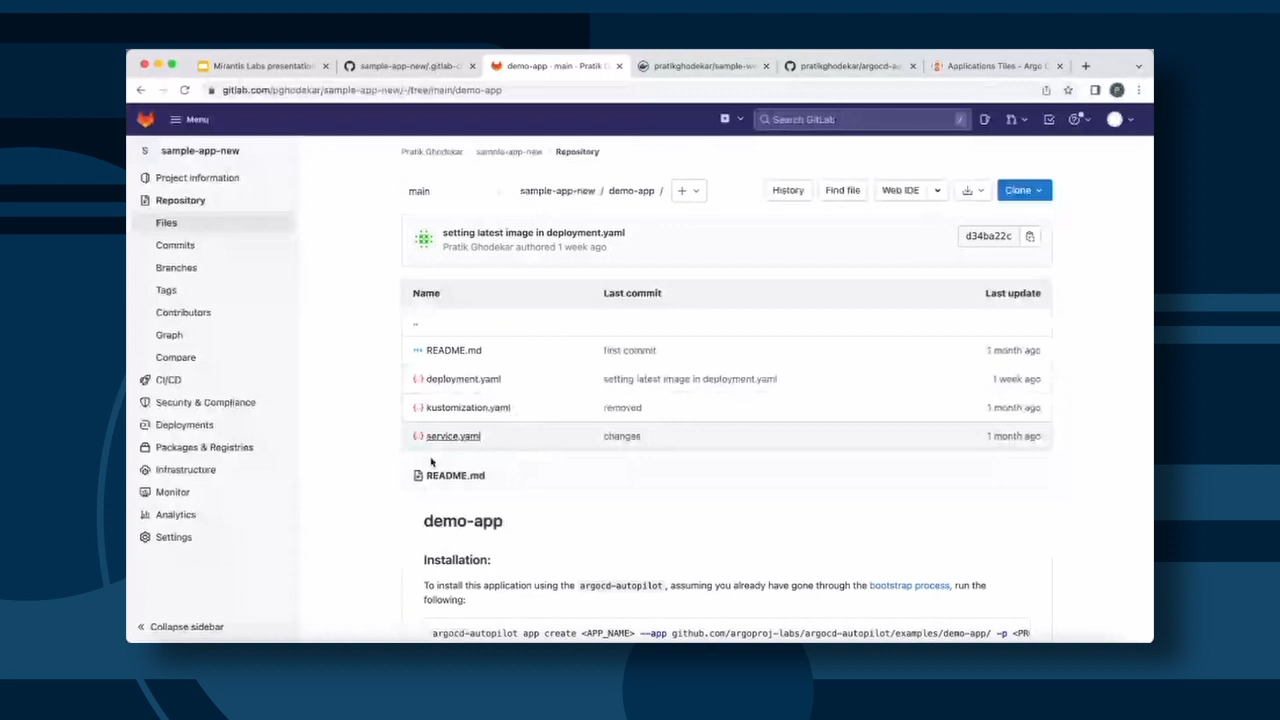 Mirantis Labs presentatio
sample-app-new/.gitlab-c
demo-app · main · Pratik G
pratikghodekar/sample-we
pratikghodekar/argocd-a
Applications Tiles - Argo C
gitlab.com/pghodekar/sample-app-new/-/tree/main/demo-app
Menu
Search GitLab
/
S sample-app-new
Project information
Repository
Files
Commits
Branches
Tags
Contributors
Graph
Compare
CI/CD
Security & Compliance
Deployments
Packages & Registries
Infrastructure
Monitor
Analytics
Settings
Collapse sidebar
Pratik Ghodekar sample-app-new Repository
main sample-app-new / demo-app / + History Find file Web IDE Clone
setting latest image in deployment.yaml
Pratik Ghodekar authored 1 week ago
d34ba22c
Name Last commit Last update
..
README.md first commit 1 month ago
deployment.yaml setting latest image in deployment.yaml 1 week ago
kustomization.yaml removed 1 month ago
service.yaml changes 1 month ago
README.md
demo-app
Installation:
To install this application using the argocd-autopilot, assuming you already have gone through the bootstrap process, run the
following:
argocd-autopilot app create <APP_NAME> --app github.com/argoproj-labs/argocd-autopilot/examples/demo-app/ -p <PR